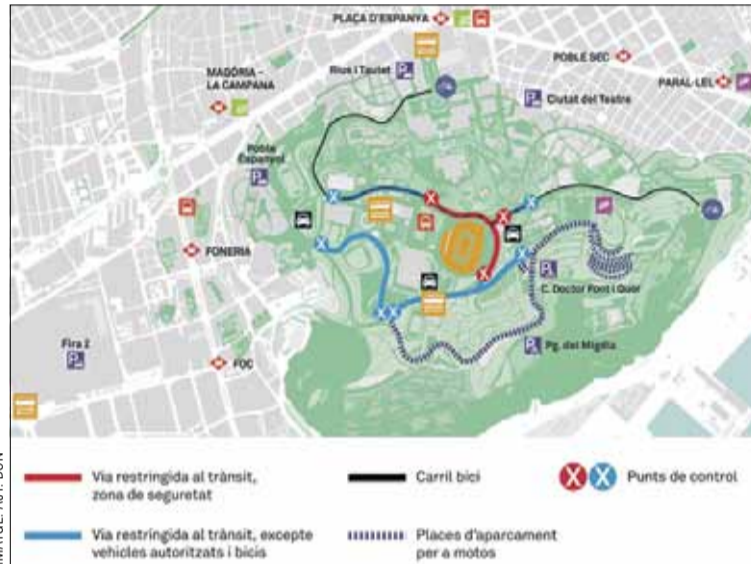 PLAÇA D'ESPANYA
POBLE SEC
Rius i Taulet
MAGÒRIA –
LA CAMPANA
PARAL·LEL
Ciutat del Teatre
Poble
Espanyol
FONERIA
C. Doctor Font i Quer
Fira 2
Pg. del Migdia
FOC
Via restringida al trànsit,
zona de seguretat
Carril bici
Punts de control
Via restringida al trànsit, excepte
vehicles autoritzats i bicis
Places d'aparcament
per a motos